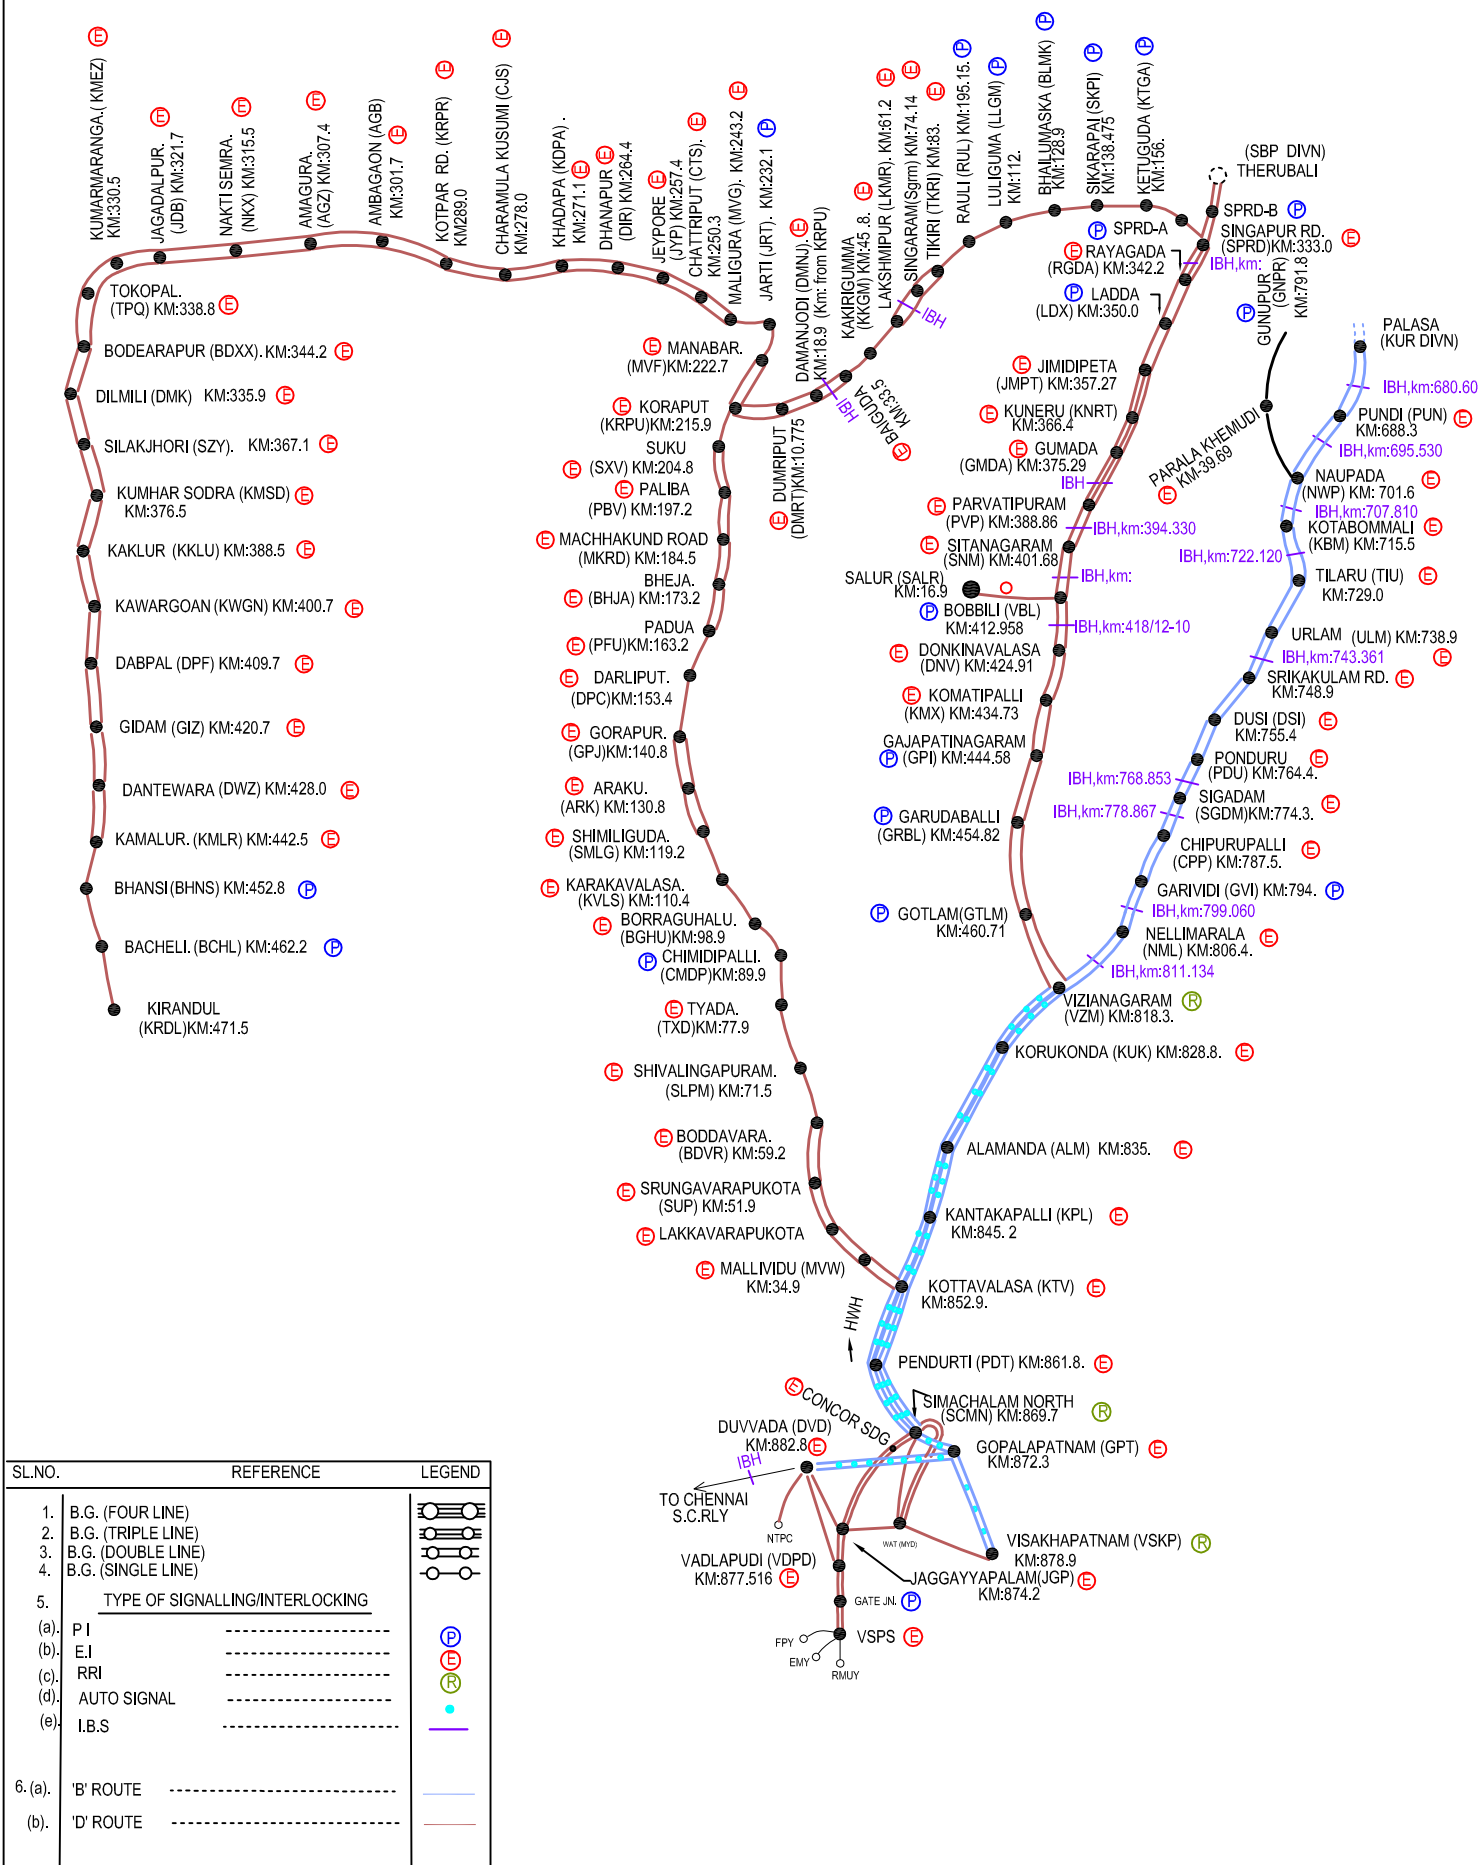 KUMARMARANGA.( KMEZ) E
KM:330.5
JAGADALPUR. E
(JDB) KM:321.7
NAKTI SEMRA. E
(NKX) KM:315.5
AMAGURA. E
(AGZ) KM:307.4
AMBAGAON (AGB)
KM:301.7 E
KOTPAR RD. (KRPR) E
KM289.0
CHARAMULA KUSUMI (CJS) E
KM:278.0
KHADAPA (KDPA) .
KM:271.1 E
DHANAPUR E
(DIR) KM:264.4
JEYPORE E
(JYP) KM:257.4
CHATTRIPUT (CTS). E
KM:250.3
MALIGURA (MVG). KM:243.2 E
JARTI (JRT). KM:232.1 P
DAMANJODI (DMNJ). E
KM:18.9 (Km: from KRPU)
KAKIRIGUMMA
(KKGM) KM:45.8. E
LAKSHMIPUR (LKMR). KM:61.2 E
SINGARAM(Sgrm) KM:74.14 E
TIKIRI (TKRI) KM:83. E
RAULI (RUL) KM:195.15. P
LULIGUMA (LLGM) P
KM:112.
BHAILUMASKA (BLMK) P
KM:128.9
SIKARAPAI (SKPI) P
KM:138.475
KETUGUDA (KTGA) P
KM:156.
(SBP DIVN)
THERUBALI
SPRD-B P
P SPRD-A
SINGAPUR RD.
(SPRD)KM:333.0 E
E RAYAGADA
(RGDA) KM:342.2
IBH,km:
P LADDA
(LDX) KM:350.0
GUNUPUR
(GNPR)
KM:791.8
P
PALASA
(KUR DIVN)
IBH
IBH
E BAIGUDA
KM:33.5
TOKOPAL.
(TPQ) KM:338.8 E
BODEARAPUR (BDXX). KM:344.2 E
DILMILI (DMK) KM:335.9 E
SILAKJHORI (SZY). KM:367.1 E
KUMHAR SODRA (KMSD) E
KM:376.5
KAKLUR (KKLU) KM:388.5 E
KAWARGOAN (KWGN) KM:400.7 E
DABPAL (DPF) KM:409.7 E
GIDAM (GIZ) KM:420.7 E
DANTEWARA (DWZ) KM:428.0 E
KAMALUR. (KMLR) KM:442.5 E
BHANSI (BHNS) KM:452.8 P
BACHELI. (BCHL) KM:462.2 P
KIRANDUL
(KRDL)KM:471.5
E MANABAR.
(MVF)KM:222.7
E KORAPUT
(KRPU)KM:215.9
SUKU
E (SXV) KM:204.8
E PALIBA
(PBV) KM:197.2
E DUMRIPUT
(DMRT)KM:10.775
E MACHHAKUND ROAD
(MKRD) KM:184.5
BHEJA.
E (BHJA) KM:173.2
PADUA
E (PFU)KM:163.2
E DARLIPUT.
(DPC)KM:153.4
E GORAPUR.
(GPJ)KM:140.8
E ARAKU.
(ARK) KM:130.8
E SHIMILIGUDA.
(SMLG) KM:119.2
E KARAKAVALASA.
(KVLS) KM:110.4
E BORRAGUHALU.
(BGHU)KM:98.9
P CHIMIDIPALLI.
(CMDP)KM:89.9
E TYADA.
(TXD)KM:77.9
E SHIVALINGAPURAM.
(SLPM) KM:71.5
E BODDAVARA.
(BDVR) KM:59.2
E SRUNGAVARAPUKOTA
(SUP) KM:51.9
E LAKKAVARAPUKOTA
E MALLIVIDU (MVW)
KM:34.9
E JIMIDIPETA
(JMPT) KM:357.27
E KUNERU (KNRT)
KM:366.4
E GUMADA
(GMDA) KM:375.29
IBH
E PARVATIPURAM
(PVP) KM:388.86
IBH,km:394.330
E SITANAGARAM
(SNM) KM:401.68
IBH,km:
SALUR (SALR)
KM:16.9
P BOBBILI (VBL)
KM:412.958
IBH,km:418/12-10
E DONKINAVALASA
(DNV) KM:424.91
E KOMATIPALLI
(KMX) KM:434.73
GAJAPATINAGARAM
P (GPI) KM:444.58
P GARUDABALLI
(GRBL) KM:454.82
P GOTLAM(GTLM)
KM:460.71
PARALA KHEMUDI
KM-39.69
E
IBH,km:680.60
PUNDI (PUN) E
KM:688.3
IBH,km:695.530
NAUPADA E
(NWP) KM: 701.6
IBH,km:707.810
KOTABOMMALI E
(KBM) KM:715.5
IBH,km:722.120
TILARU (TIU) E
KM:729.0
URLAM (ULM) KM:738.9
E
IBH,km:743.361
SRIKAKULAM RD. E
KM:748.9
DUSI (DSI) E
KM:755.4
PONDURU E
(PDU) KM:764.4.
IBH,km:768.853
SIGADAM E
(SGDM)KM:774.3.
IBH,km:778.867
CHIPURUPALLI
(CPP) KM:787.5. E
GARIVIDI (GVI) KM:794. P
IBH,km:799.060
NELLIMARALA E
(NML) KM:806.4.
IBH,km:811.134
VIZIANAGARAM R
(VZM) KM:818.3.
KORUKONDA (KUK) KM:828.8. E
ALAMANDA (ALM) KM:835. E
KANTAKAPALLI (KPL) E
KM:845. 2
KOTTAVALASA (KTV) E
KM:852.9.
HWH
PENDURTI (PDT) KM:861.8. E
SIMACHALAM NORTH
(SCMN) KM:869.7 R
E CONCOR SDG
DUVVADA (DVD)
KM:882.8 E
IBH
GOPALAPATNAM (GPT) E
KM:872.3
TO CHENNAI
S.C.RLY
NTPC
WAT (MYD)
VISAKHAPATNAM (VSKP) R
KM:878.9
VADLAPUDI (VDPD)
KM:877.516 E
JAGGAYYAPALAM(JGP) E
KM:874.2
GATE JN. P
VSPS E
FPY
EMY
RMUY
SL.NO. REFERENCE LEGEND
1. B.G. (FOUR LINE)
2. B.G. (TRIPLE LINE)
3. B.G. (DOUBLE LINE)
4. B.G. (SINGLE LINE)
5. TYPE OF SIGNALLING/INTERLOCKING
(a). P I P
(b). E.I E
(c). RRI R
(d). AUTO SIGNAL
(e). I.B.S
6. (a). 'B' ROUTE
(b). 'D' ROUTE